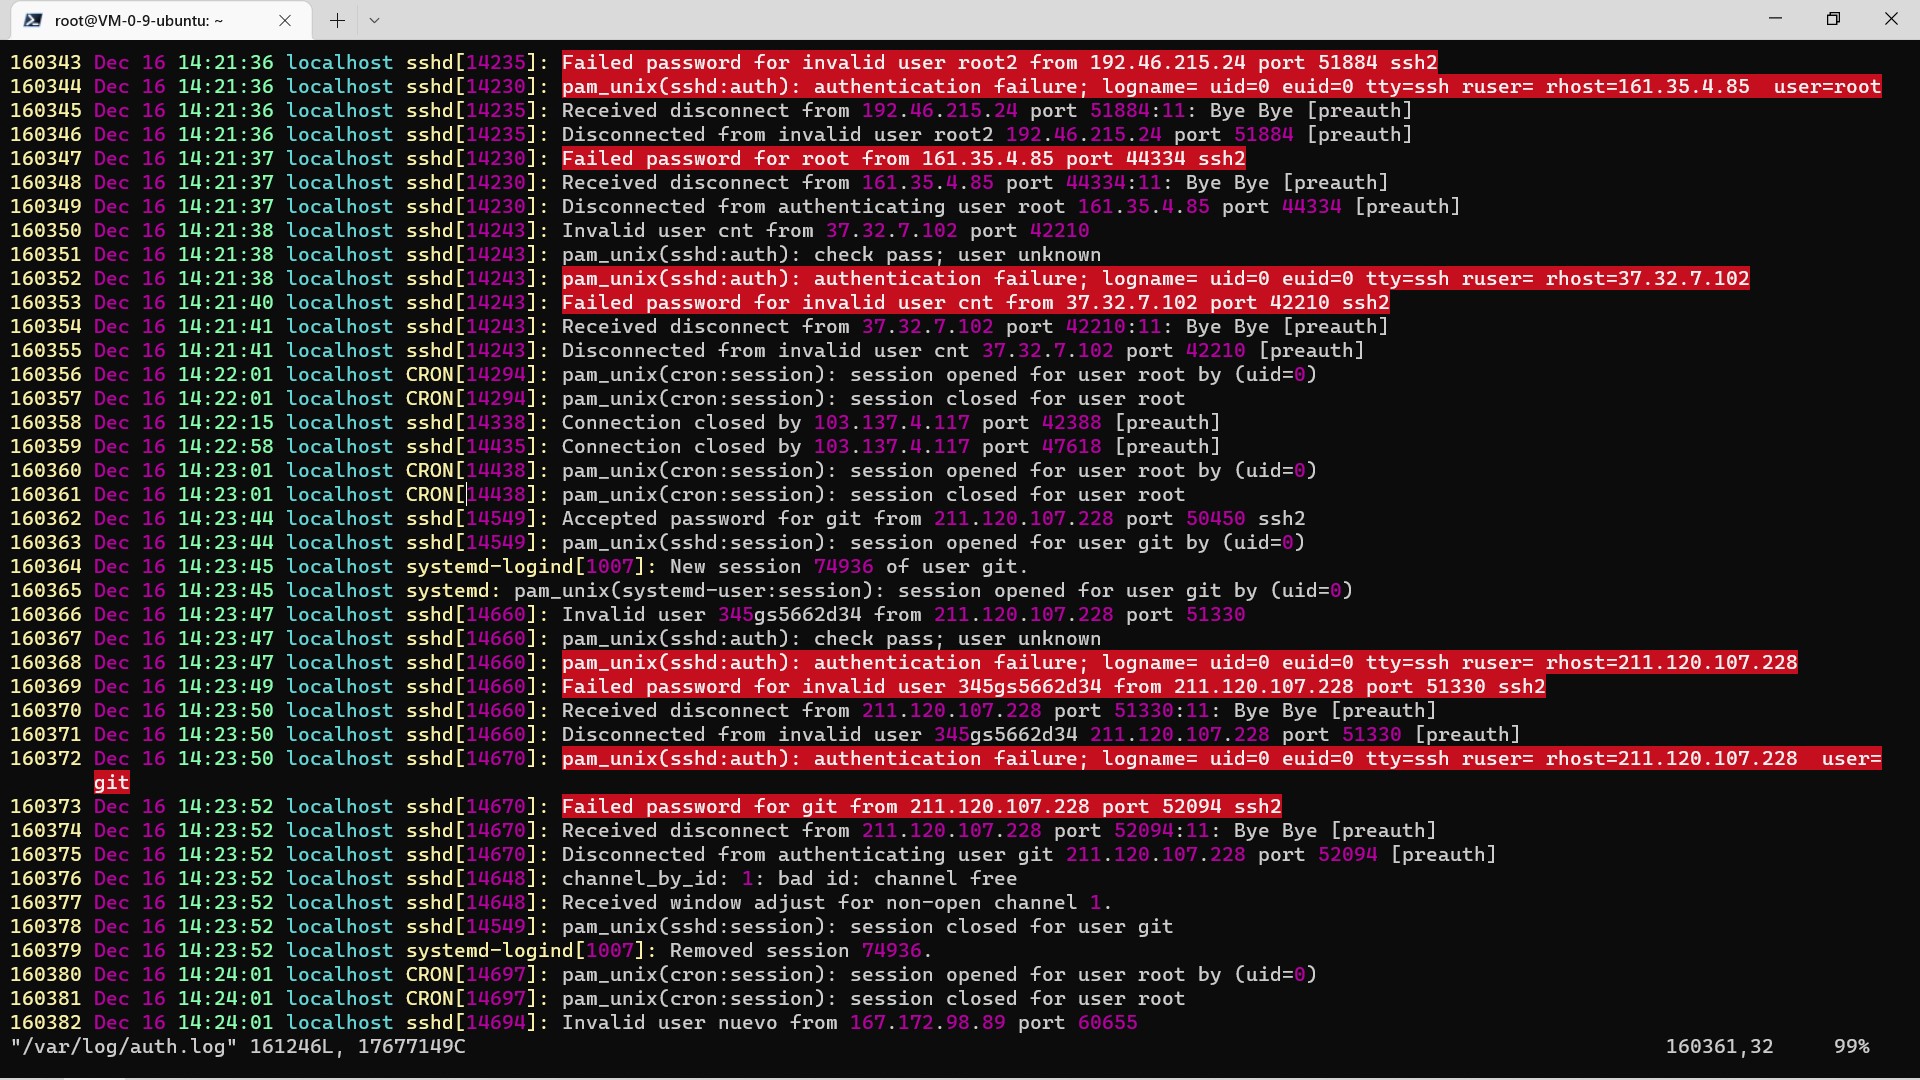 root@VM-0-9-ubuntu: ~
160343 Dec 16 14:21:36 localhost sshd[14235]: Failed password for invalid user root2 from 192.46.215.24 port 51884 ssh2
160344 Dec 16 14:21:36 localhost sshd[14230]: pam_unix(sshd:auth): authentication failure; logname= uid=0 euid=0 tty=ssh ruser= rhost=161.35.4.85  user=root
160345 Dec 16 14:21:36 localhost sshd[14235]: Received disconnect from 192.46.215.24 port 51884:11: Bye Bye [preauth]
160346 Dec 16 14:21:36 localhost sshd[14235]: Disconnected from invalid user root2 192.46.215.24 port 51884 [preauth]
160347 Dec 16 14:21:37 localhost sshd[14230]: Failed password for root from 161.35.4.85 port 44334 ssh2
160348 Dec 16 14:21:37 localhost sshd[14230]: Received disconnect from 161.35.4.85 port 44334:11: Bye Bye [preauth]
160349 Dec 16 14:21:37 localhost sshd[14230]: Disconnected from authenticating user root 161.35.4.85 port 44334 [preauth]
160350 Dec 16 14:21:38 localhost sshd[14243]: Invalid user cnt from 37.32.7.102 port 42210
160351 Dec 16 14:21:38 localhost sshd[14243]: pam_unix(sshd:auth): check pass; user unknown
160352 Dec 16 14:21:38 localhost sshd[14243]: pam_unix(sshd:auth): authentication failure; logname= uid=0 euid=0 tty=ssh ruser= rhost=37.32.7.102
160353 Dec 16 14:21:40 localhost sshd[14243]: Failed password for invalid user cnt from 37.32.7.102 port 42210 ssh2
160354 Dec 16 14:21:41 localhost sshd[14243]: Received disconnect from 37.32.7.102 port 42210:11: Bye Bye [preauth]
160355 Dec 16 14:21:41 localhost sshd[14243]: Disconnected from invalid user cnt 37.32.7.102 port 42210 [preauth]
160356 Dec 16 14:22:01 localhost CRON[14294]: pam_unix(cron:session): session opened for user root by (uid=0)
160357 Dec 16 14:22:01 localhost CRON[14294]: pam_unix(cron:session): session closed for user root
160358 Dec 16 14:22:15 localhost sshd[14338]: Connection closed by 103.137.4.117 port 42388 [preauth]
160359 Dec 16 14:22:58 localhost sshd[14435]: Connection closed by 103.137.4.117 port 47618 [preauth]
160360 Dec 16 14:23:01 localhost CRON[14438]: pam_unix(cron:session): session opened for user root by (uid=0)
160361 Dec 16 14:23:01 localhost CRON[14438]: pam_unix(cron:session): session closed for user root
160362 Dec 16 14:23:44 localhost sshd[14549]: Accepted password for git from 211.120.107.228 port 50450 ssh2
160363 Dec 16 14:23:44 localhost sshd[14549]: pam_unix(sshd:session): session opened for user git by (uid=0)
160364 Dec 16 14:23:45 localhost systemd-logind[1007]: New session 74936 of user git.
160365 Dec 16 14:23:45 localhost systemd: pam_unix(systemd-user:session): session opened for user git by (uid=0)
160366 Dec 16 14:23:47 localhost sshd[14660]: Invalid user 345gs5662d34 from 211.120.107.228 port 51330
160367 Dec 16 14:23:47 localhost sshd[14660]: pam_unix(sshd:auth): check pass; user unknown
160368 Dec 16 14:23:47 localhost sshd[14660]: pam_unix(sshd:auth): authentication failure; logname= uid=0 euid=0 tty=ssh ruser= rhost=211.120.107.228
160369 Dec 16 14:23:49 localhost sshd[14660]: Failed password for invalid user 345gs5662d34 from 211.120.107.228 port 51330 ssh2
160370 Dec 16 14:23:50 localhost sshd[14660]: Received disconnect from 211.120.107.228 port 51330:11: Bye Bye [preauth]
160371 Dec 16 14:23:50 localhost sshd[14660]: Disconnected from invalid user 345gs5662d34 211.120.107.228 port 51330 [preauth]
160372 Dec 16 14:23:50 localhost sshd[14670]: pam_unix(sshd:auth): authentication failure; logname= uid=0 euid=0 tty=ssh ruser= rhost=211.120.107.228  user=
git
160373 Dec 16 14:23:52 localhost sshd[14670]: Failed password for git from 211.120.107.228 port 52094 ssh2
160374 Dec 16 14:23:52 localhost sshd[14670]: Received disconnect from 211.120.107.228 port 52094:11: Bye Bye [preauth]
160375 Dec 16 14:23:52 localhost sshd[14670]: Disconnected from authenticating user git 211.120.107.228 port 52094 [preauth]
160376 Dec 16 14:23:52 localhost sshd[14648]: channel_by_id: 1: bad id: channel free
160377 Dec 16 14:23:52 localhost sshd[14648]: Received window adjust for non-open channel 1.
160378 Dec 16 14:23:52 localhost sshd[14549]: pam_unix(sshd:session): session closed for user git
160379 Dec 16 14:23:52 localhost systemd-logind[1007]: Removed session 74936.
160380 Dec 16 14:24:01 localhost CRON[14697]: pam_unix(cron:session): session opened for user root by (uid=0)
160381 Dec 16 14:24:01 localhost CRON[14697]: pam_unix(cron:session): session closed for user root
160382 Dec 16 14:24:01 localhost sshd[14694]: Invalid user nuevo from 167.172.98.89 port 60655
"/var/log/auth.log" 161246L, 17677149C 160361,32 99%